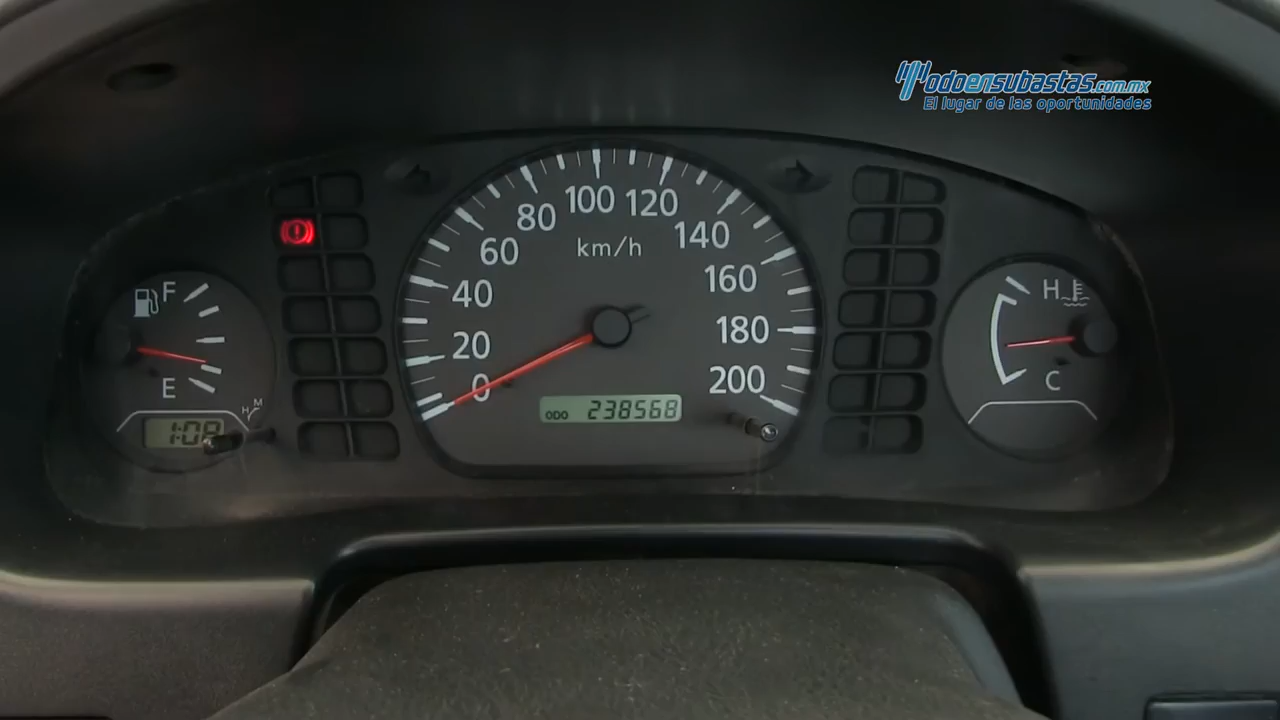 Todoensubastas.com.mx
El lugar de las oportunidades
F
E
H
M
1:08
0
20
40
60
80
100
120
140
160
180
200
km/h
ODO 238568
H
C